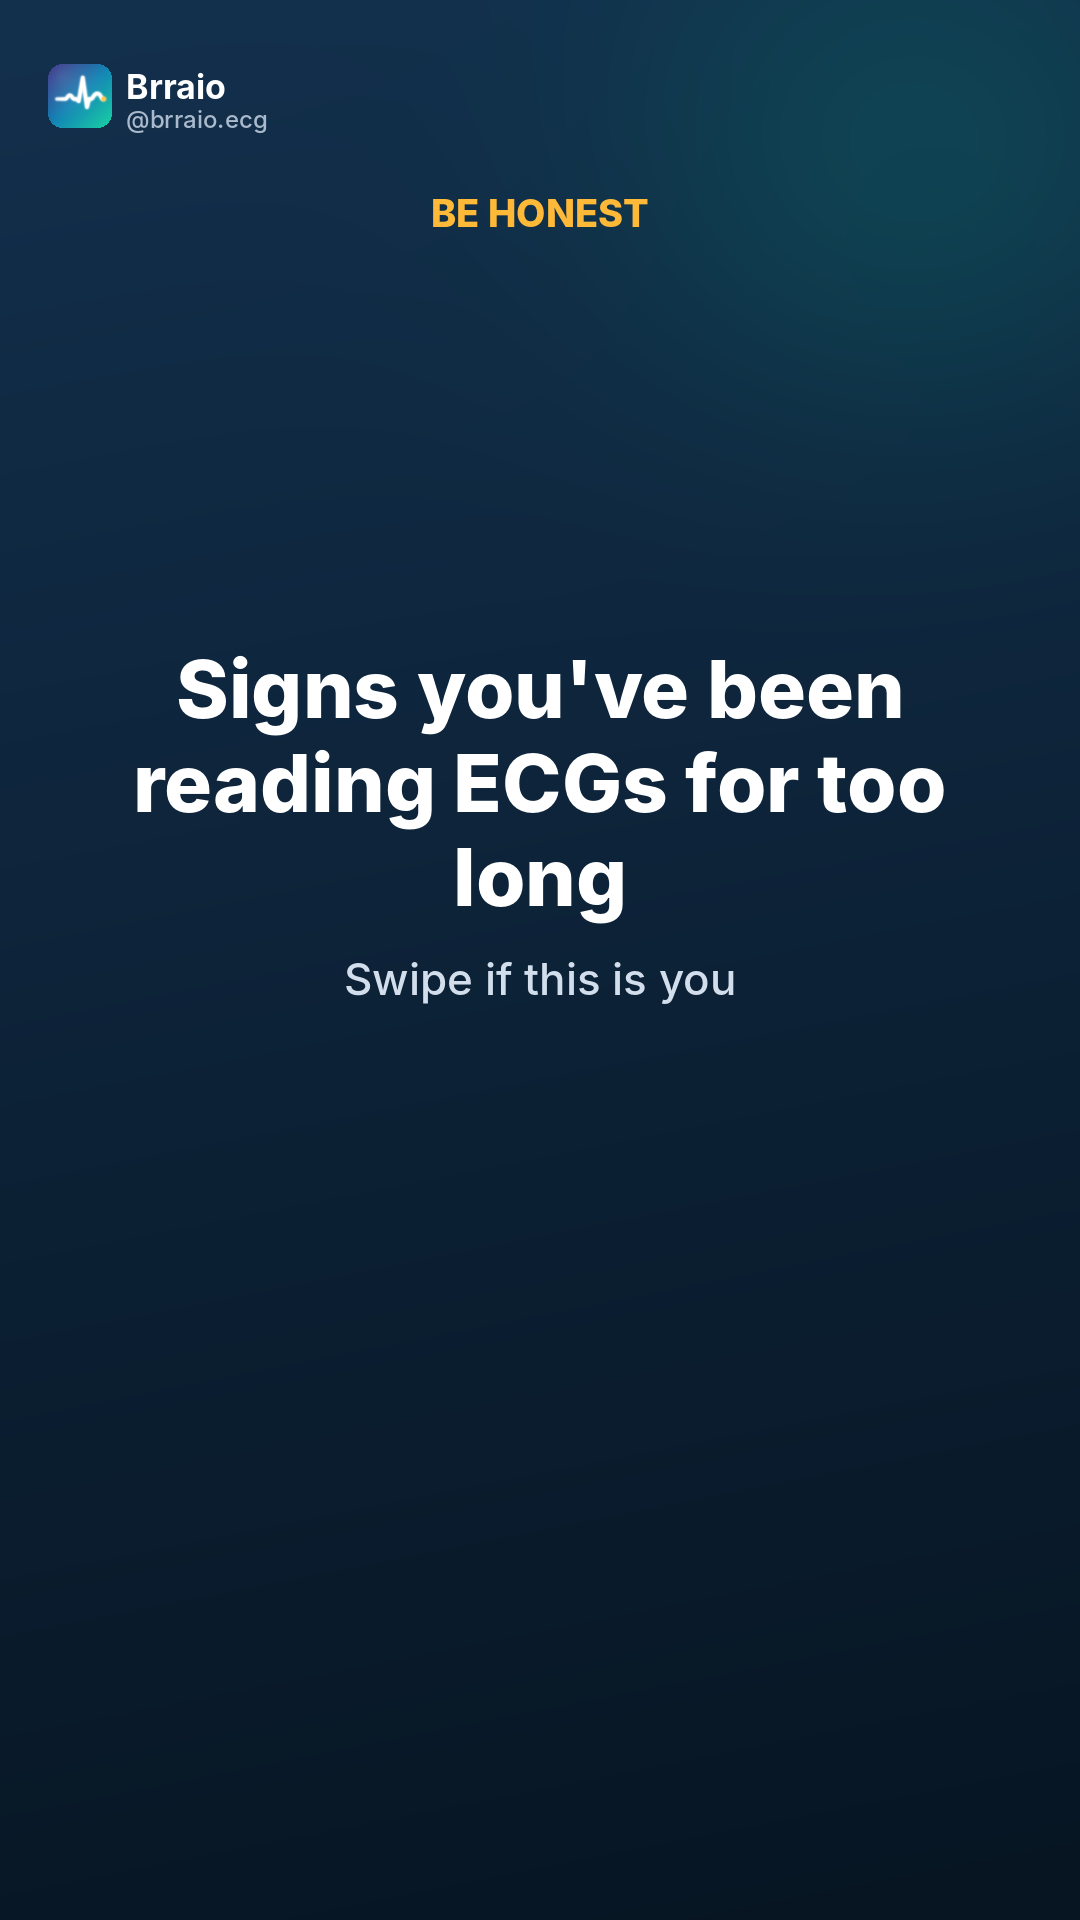 Brraio
@brraio.ecg
BE HONEST
Signs you've been
reading ECGs for too
long
Swipe if this is you